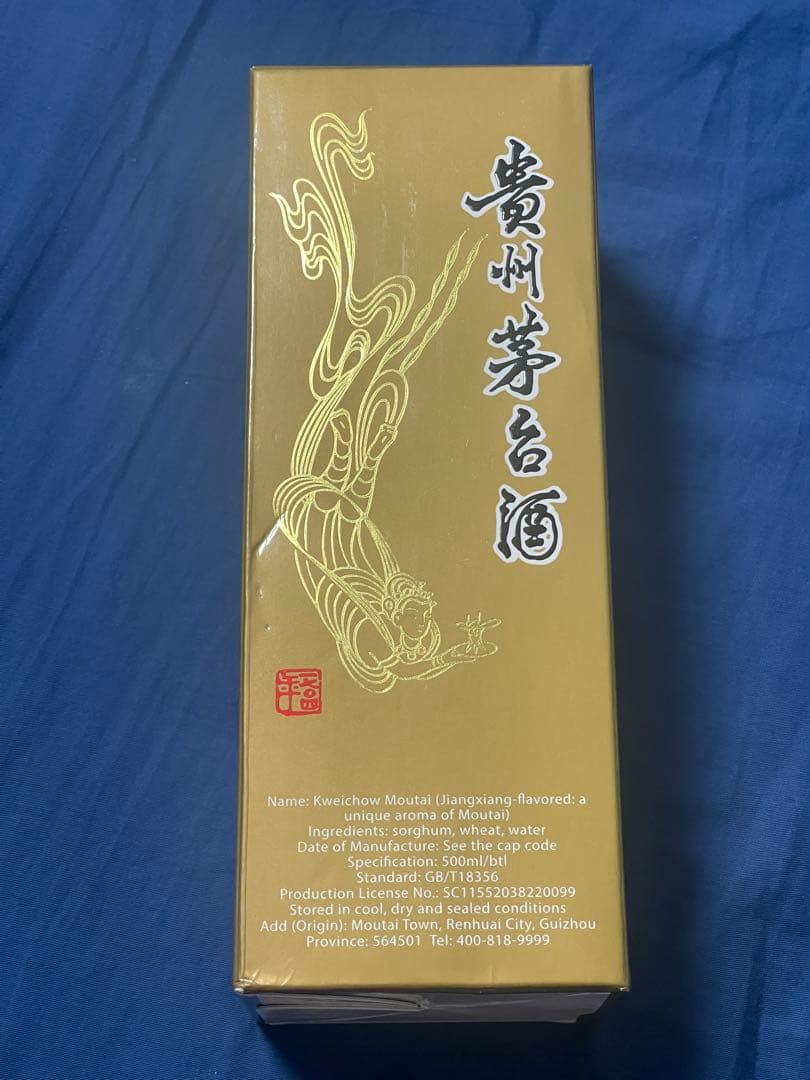 貴州茅台酒
Name: Kweichow Moutai (Jiangxiang-flavored: a
unique aroma of Moutai)
Ingredients: sorghum, wheat, water
Date of Manufacture: See the cap code
Specification: 500ml/btl
Standard: GB/T18356
Production License No.: SC11552038220099
Stored in cool, dry and sealed conditions
Add (Origin): Moutai Town, Renhuai City, Guizhou
Province: 564501 Tel: 400-818-9999